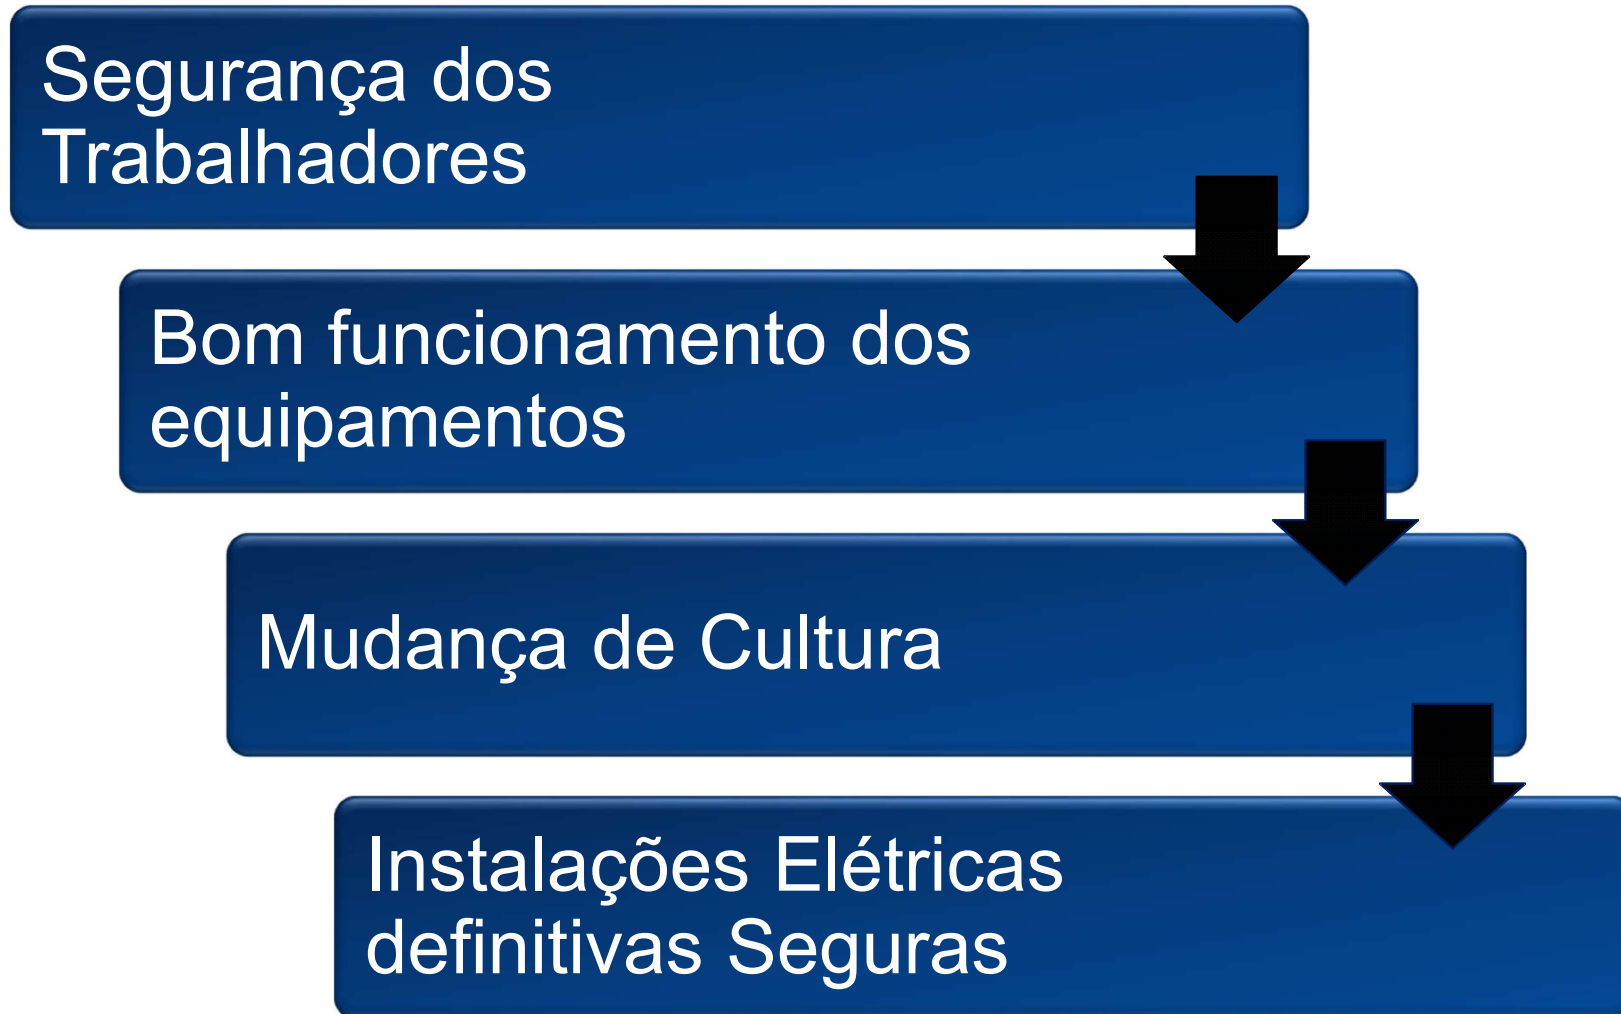 Segurança dos
Trabalhadores
Bom funcionamento dos
equipamentos
Mudança de Cultura
Instalações Elétricas
definitivas Seguras